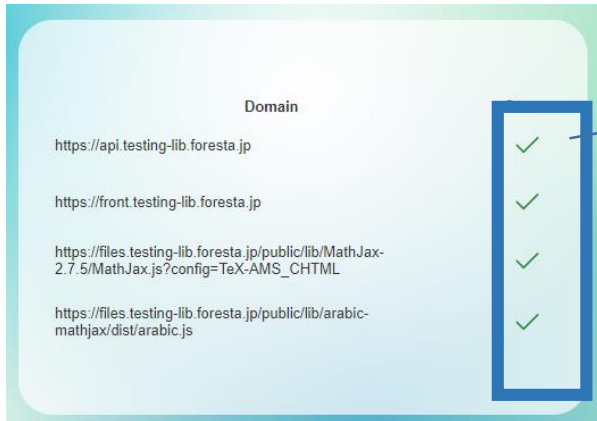 Domain
https://api.testing-lib.foresta.jp
https://front.testing-lib.foresta.jp
https://files.testing-lib.foresta.jp/public/lib/MathJax-
2.7.5/MathJax.js?config=TeX-AMS_CHTML
https://files.testing-lib.foresta.jp/public/lib/arabic-
mathjax/dist/arabic.js